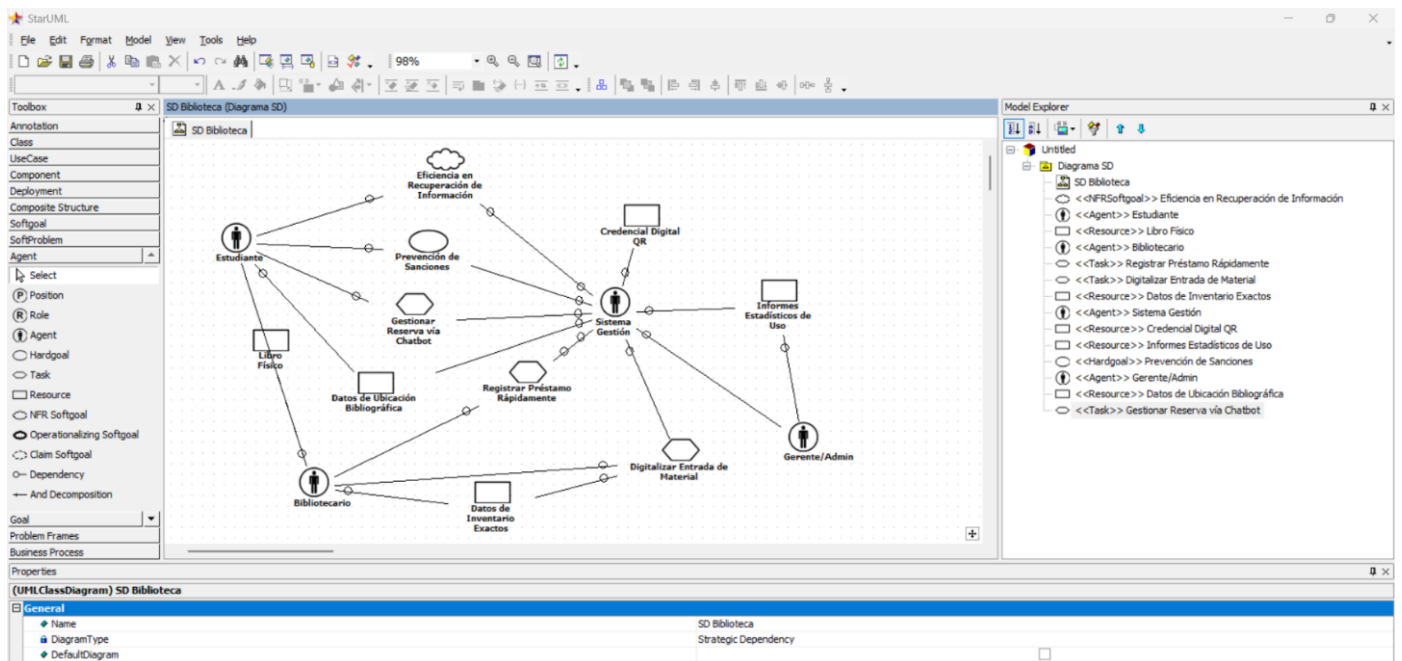 StarUML
File Edit Format Model View Tools Help
98%
Toolbox
SD Biblioteca (Diagrama SD)
Model Explorer
Annotation
Class
UseCase
Component
Deployment
Composite Structure
Softgoal
SoftProblem
Agent
Select
Position
Role
Agent
Hardgoal
Task
Resource
NFR Softgoal
Operationalizing Softgoal
Claim Softgoal
Dependency
And Decomposition
Goal
Problem Frames
Business Process
SD Biblioteca
Eficiencia en
Recuperación de
Información
Credencial Digital
QR
Estudiante
Prevención de
Sanciones
Gestionar
Reserva vía
Chatbot
Sistema
Gestión
Informes
Estadísticos de
Uso
Libro
Físico
Datos de Ubicación
Bibliográfica
Registrar Préstamo
Rápidamente
Gerente/Admin
Digitalizar Entrada de
Material
Bibliotecario
Datos de
Inventario
Exactos
Untitled
Diagrama SD
SD Biblioteca
<<NFRSoftgoal>> Eficiencia en Recuperación de Información
<<Agent>> Estudiante
<<Resource>> Libro Físico
<<Agent>> Bibliotecario
<<Task>> Registrar Préstamo Rápidamente
<<Task>> Digitalizar Entrada de Material
<<Resource>> Datos de Inventario Exactos
<<Agent>> Sistema Gestión
<<Resource>> Credencial Digital QR
<<Resource>> Informes Estadísticos de Uso
<<Hardgoal>> Prevención de Sanciones
<<Agent>> Gerente/Admin
<<Resource>> Datos de Ubicación Bibliográfica
<<Task>> Gestionar Reserva vía Chatbot
Properties
(UMLClassDiagram) SD Biblioteca
General
Name SD Biblioteca
DiagramType Strategic Dependency
DefaultDiagram